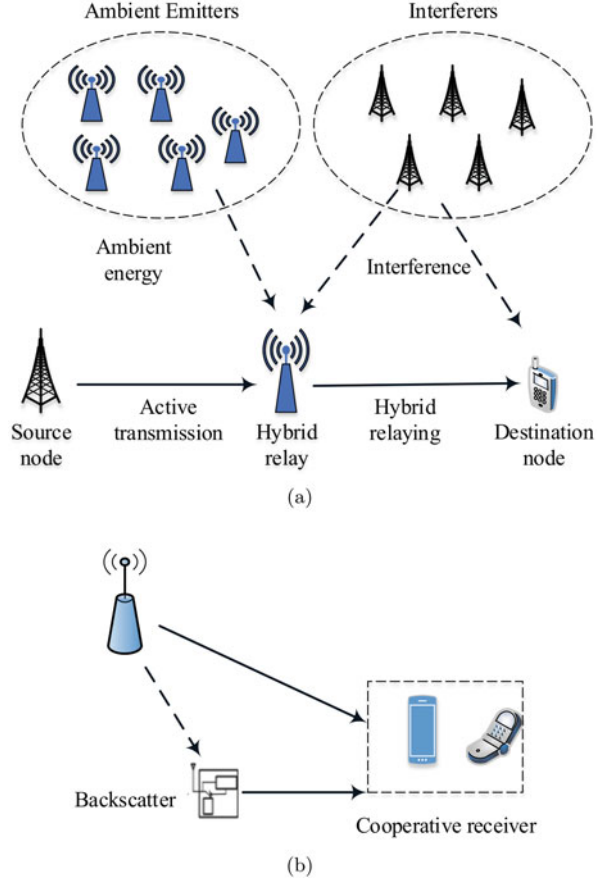 Ambient Emitters
Interferers
Ambient
energy
Interference
Source
node
Active
transmission
Hybrid
relay
Hybrid
relaying
Destination
node
(a)
Backscatter
Cooperative receiver
(b)